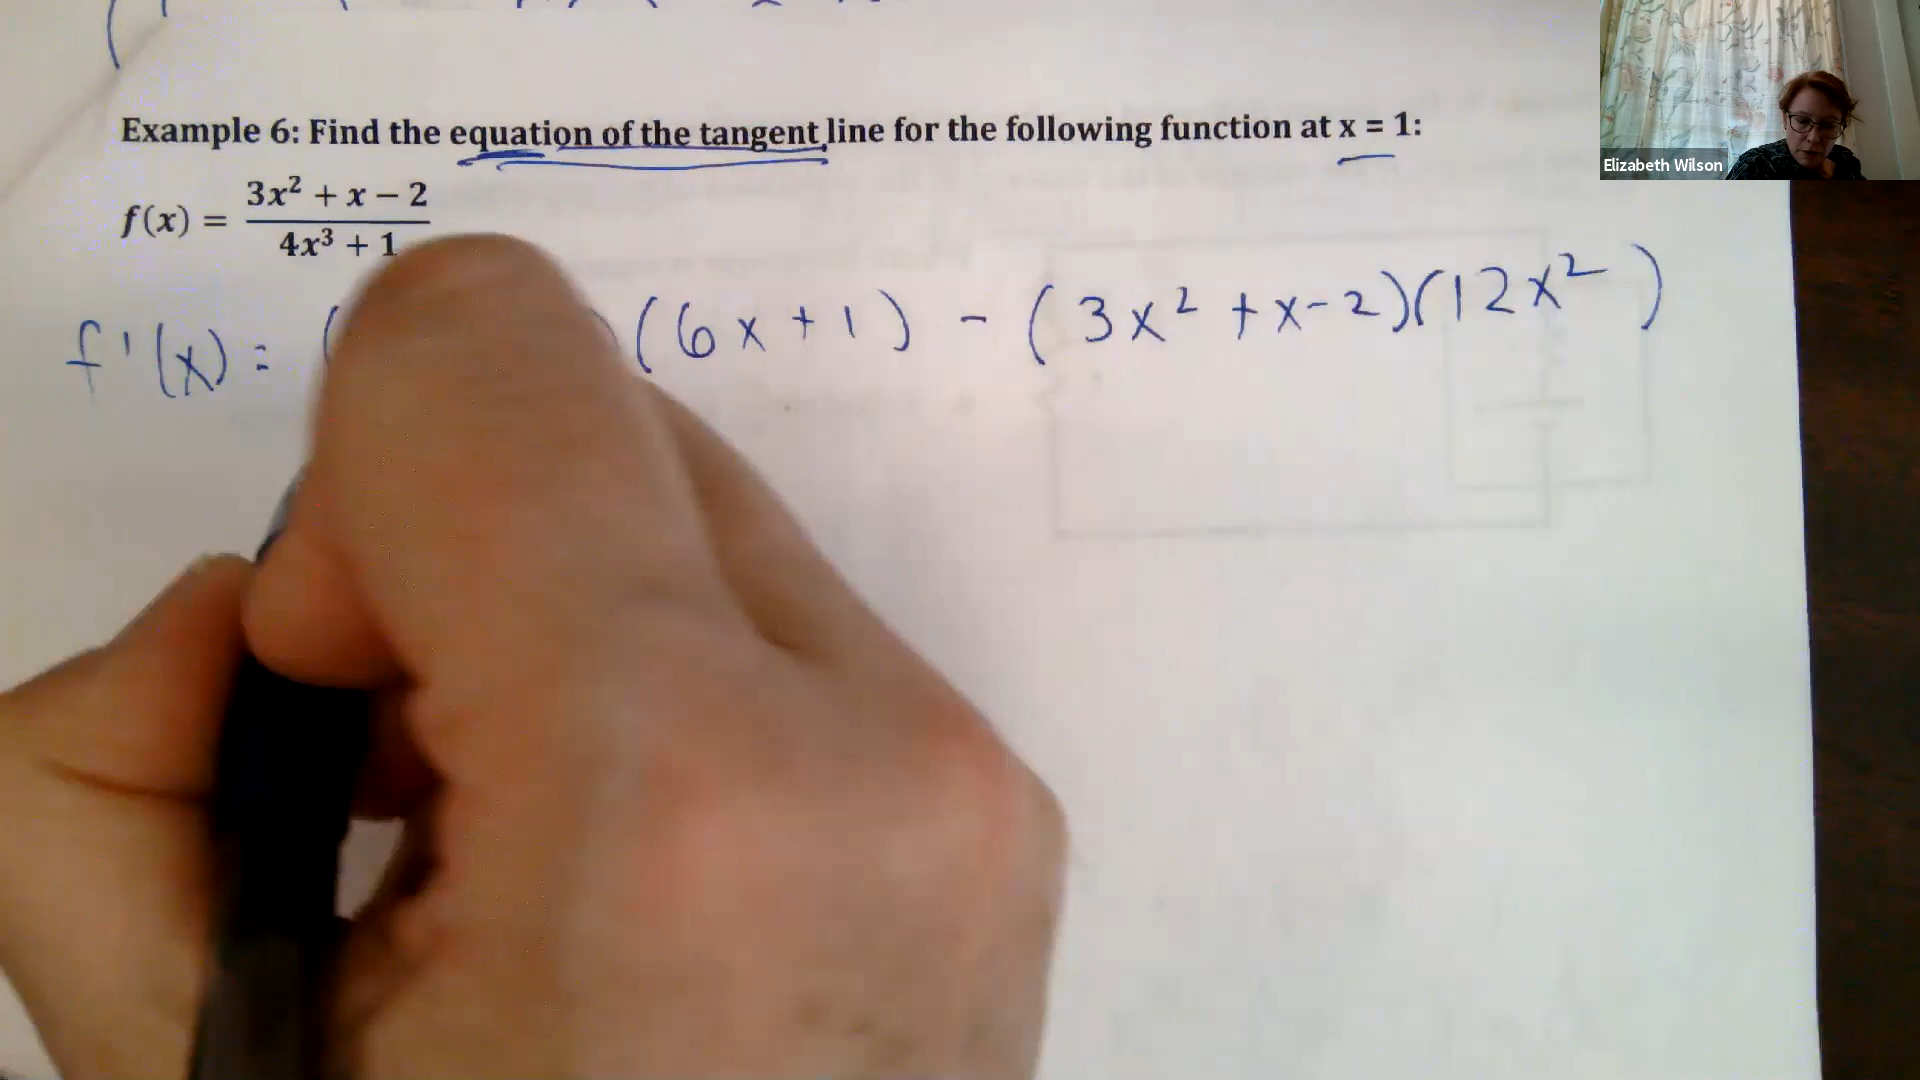 Elizabeth Wilson
Example 6: Find the equation of the tangent line for the following function at x = 1:
f(x) = 3x² + x − 2
4x³ + 1
f'(x) = ( )(6x + 1) - (3x² + x - 2)(12x²)